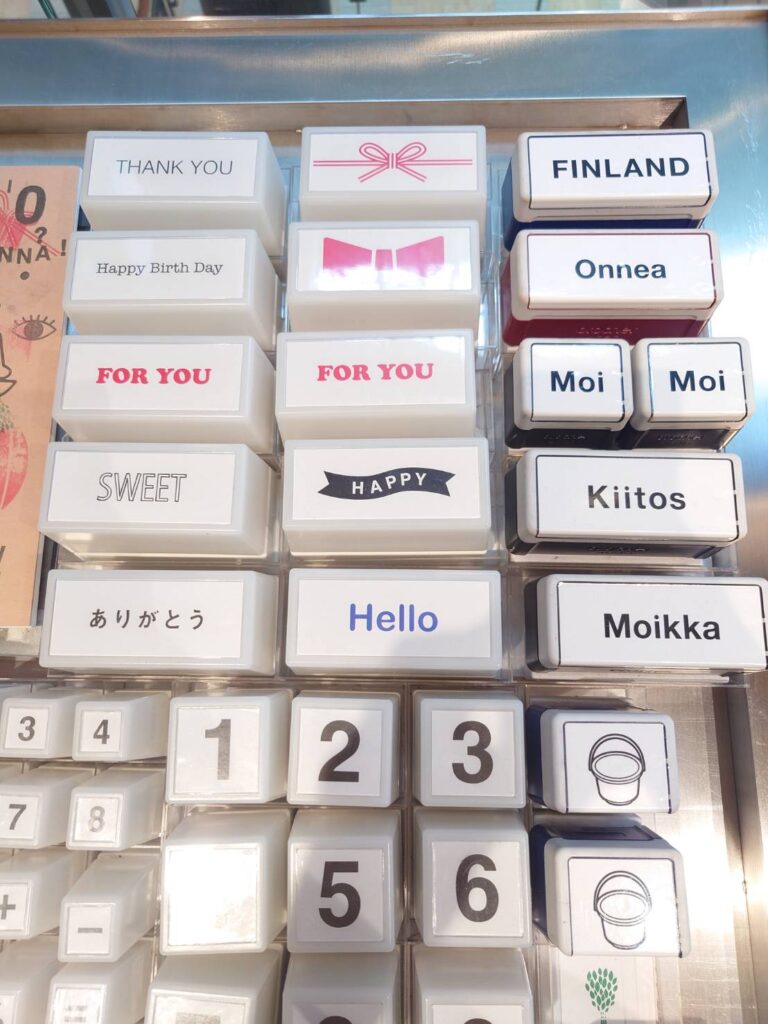 THANK YOU
FINLAND
Happy Birth Day
Onnea
FOR YOU
FOR YOU
Moi
Moi
SWEET
HAPPY
Kiitos
ありがとう
Hello
Moikka
3
4
1
2
3
7
8
5
6
+
−